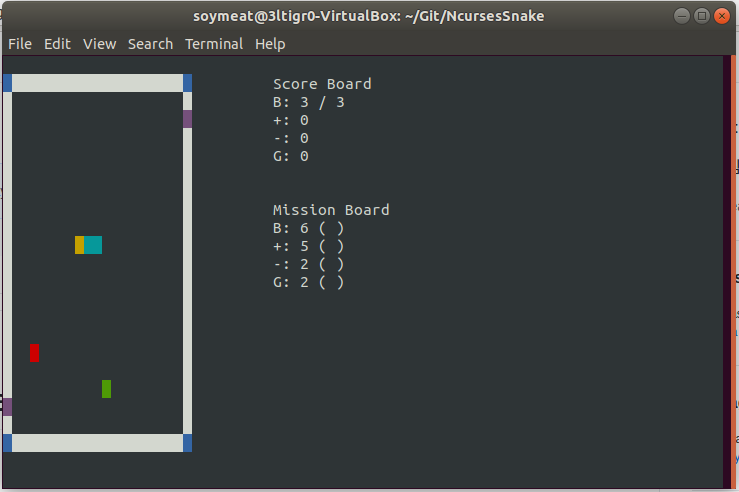 soymeat@3ltigr0-VirtualBox: ~/Git/NcursesSnake
File Edit View Search Terminal Help
Score Board
B: 3 / 3
+: 0
-: 0
G: 0
Mission Board
B: 6 ( )
+: 5 ( )
-: 2 ( )
G: 2 ( )